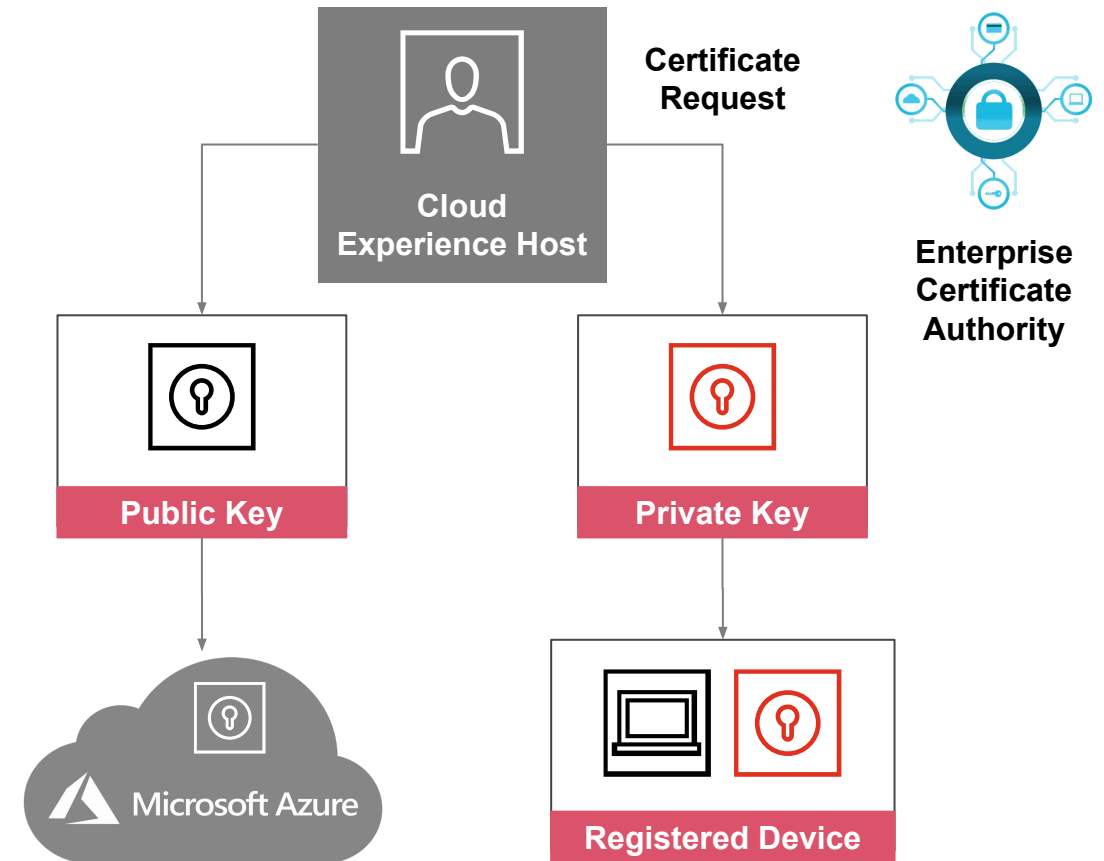 Certificate
Request
Cloud
Experience Host
Enterprise
Certificate
Authority
Public Key
Private Key
Microsoft Azure
Registered Device